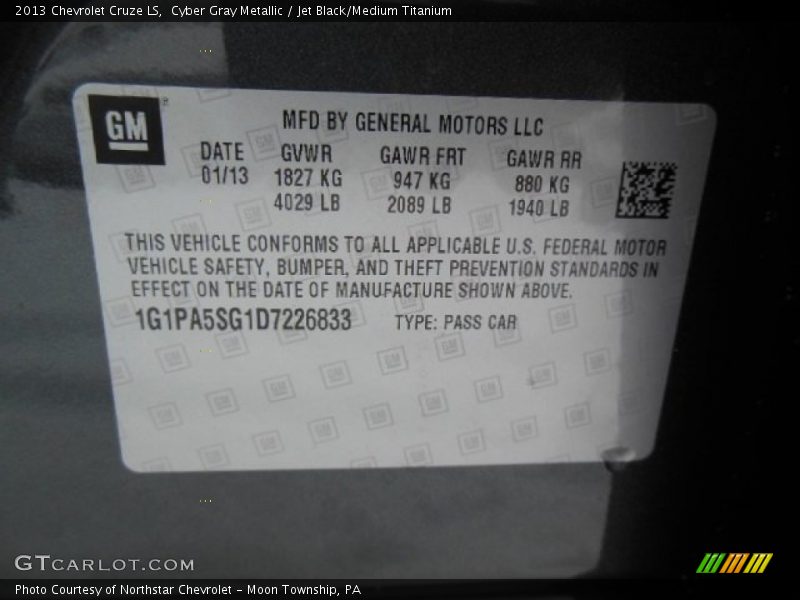 2013 Chevrolet Cruze LS, Cyber Gray Metallic / Jet Black/Medium Titanium
GM
MFD BY GENERAL MOTORS LLC
DATE GVWR GAWR FRT GAWR RR
01/13 1827 KG 947 KG 880 KG
4029 LB 2089 LB 1940 LB
THIS VEHICLE CONFORMS TO ALL APPLICABLE U.S. FEDERAL MOTOR
VEHICLE SAFETY, BUMPER, AND THEFT PREVENTION STANDARDS IN
EFFECT ON THE DATE OF MANUFACTURE SHOWN ABOVE.
1G1PA5SG1D7226833 TYPE: PASS CAR
GTCARLOT.COM
Photo Courtesy of Northstar Chevrolet - Moon Township, PA